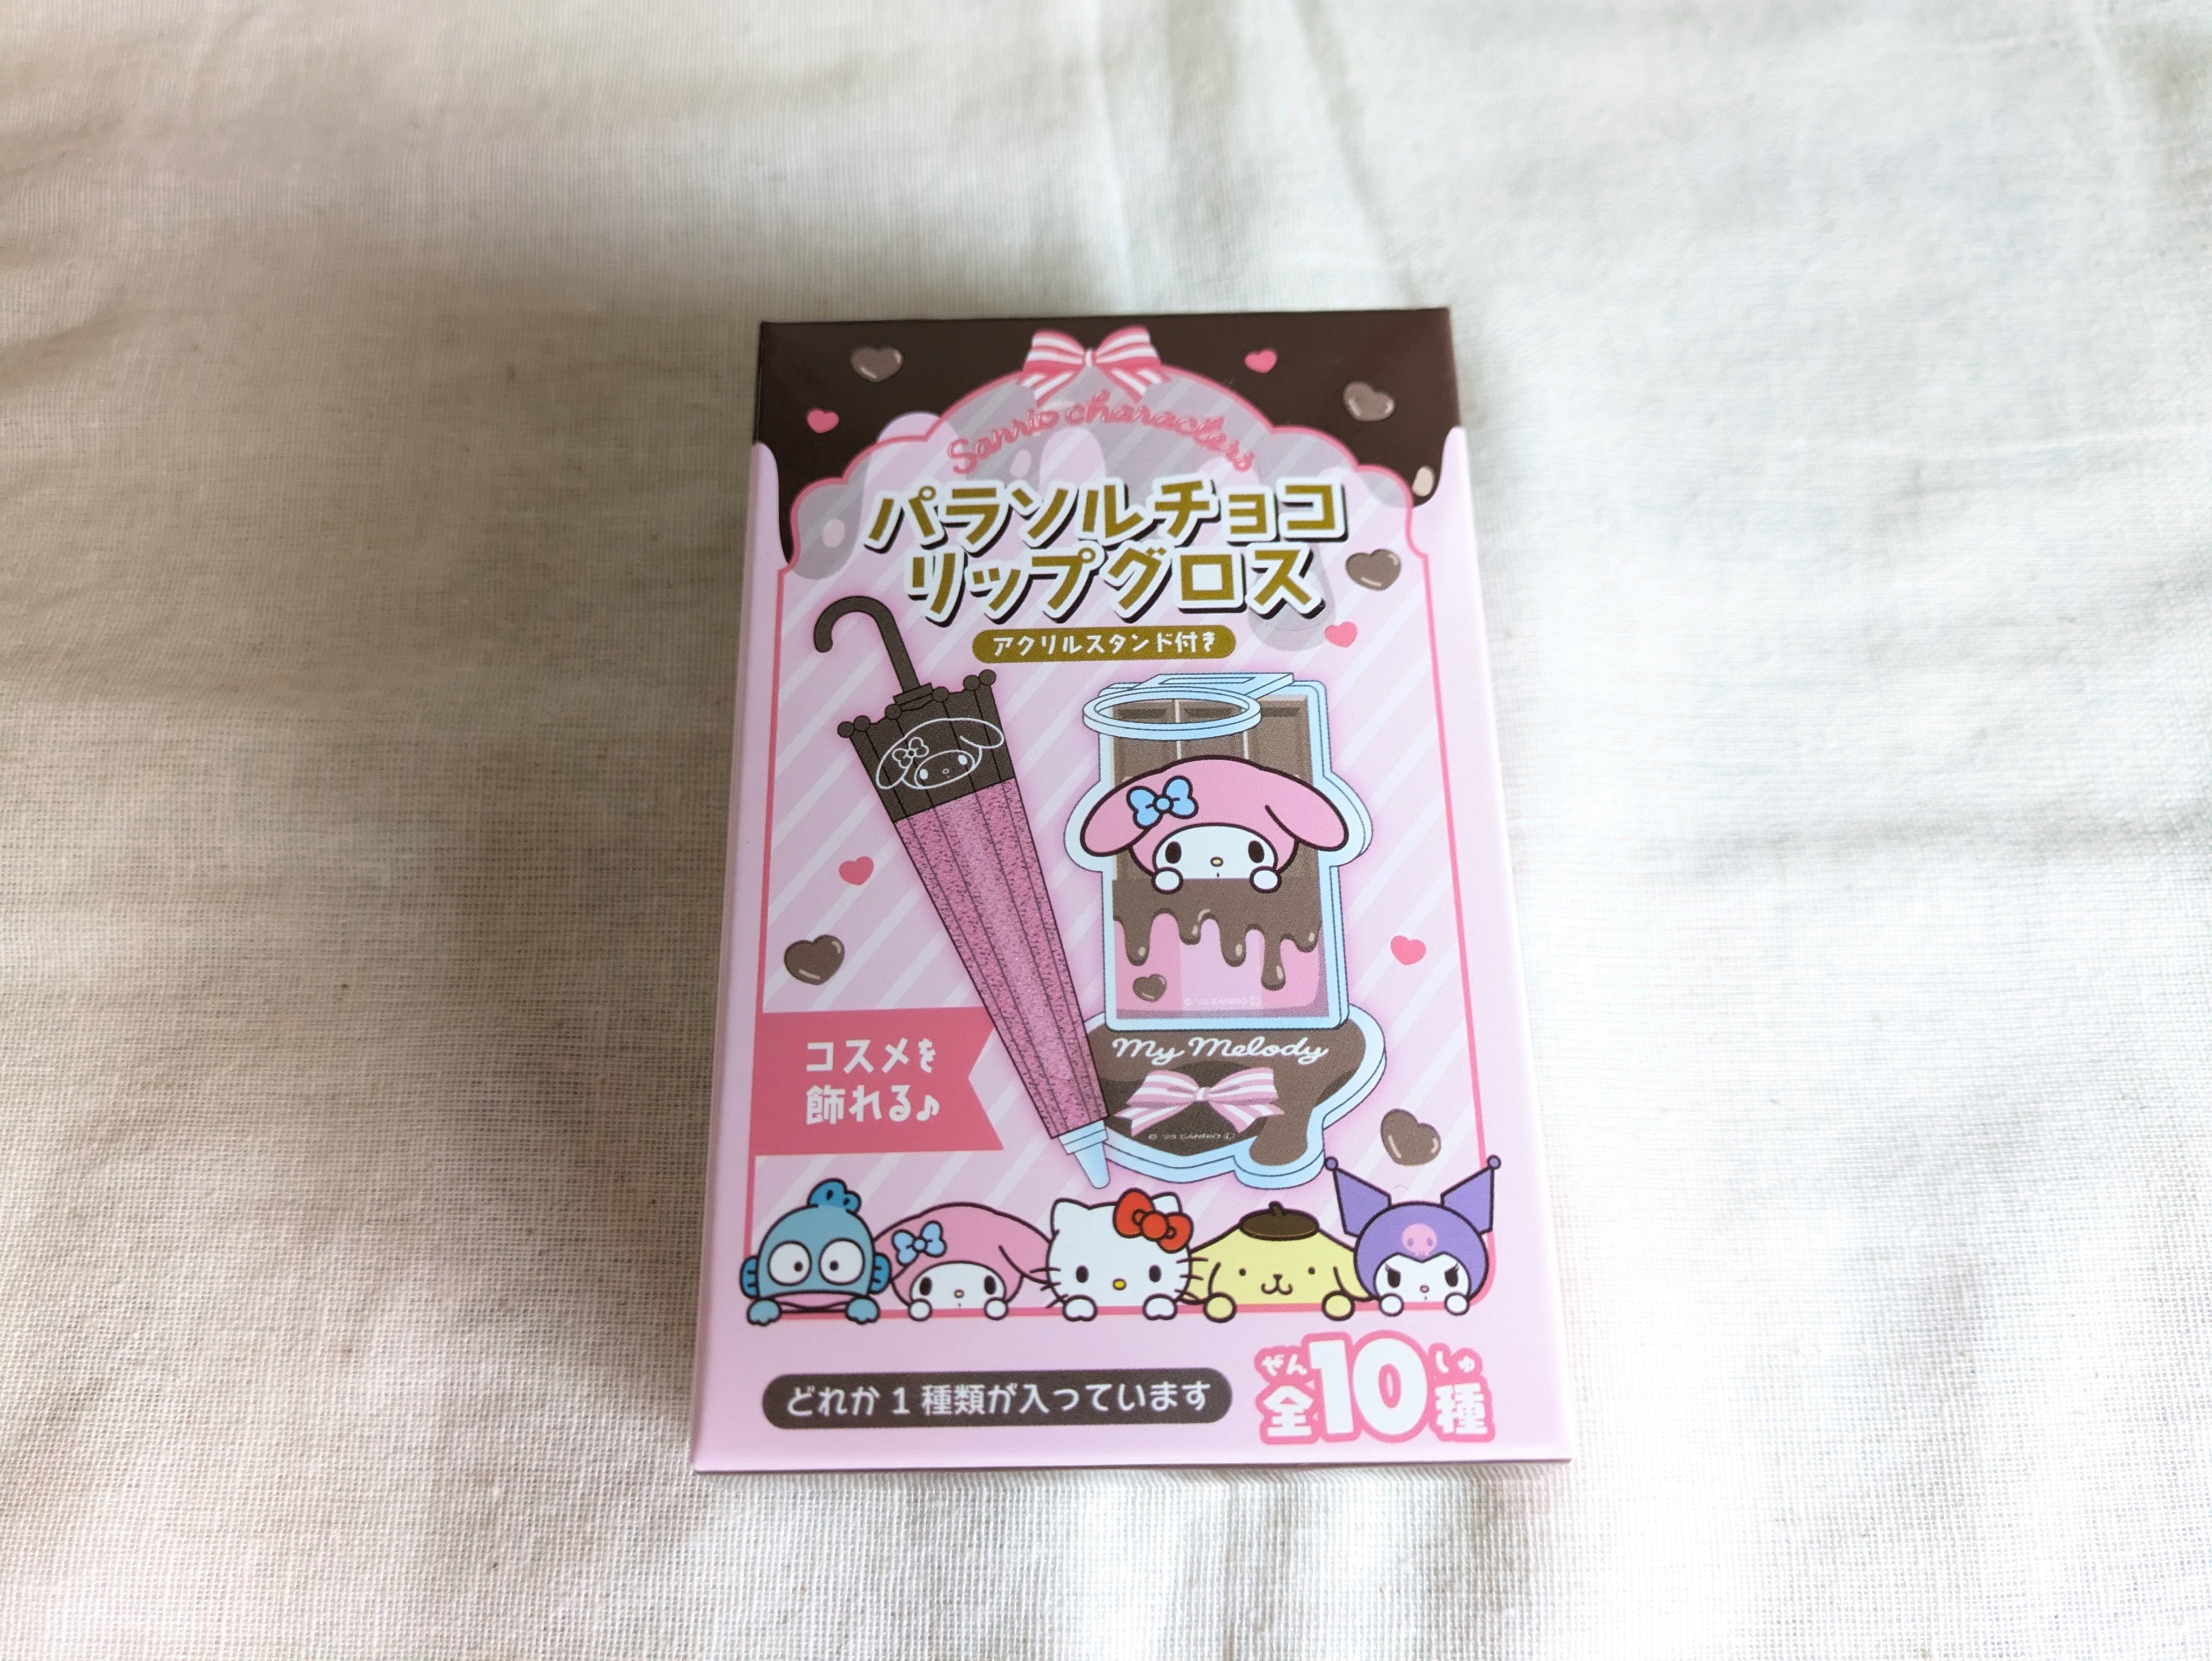 Sanrio characters
パラソルチョコ
リップグロス
アクリルスタンド付き
コスメを
飾れる♪
My Melody
© '25 SANRIO Ⓛ
どれか1種類が入っています
ぜん しゅ
全10種